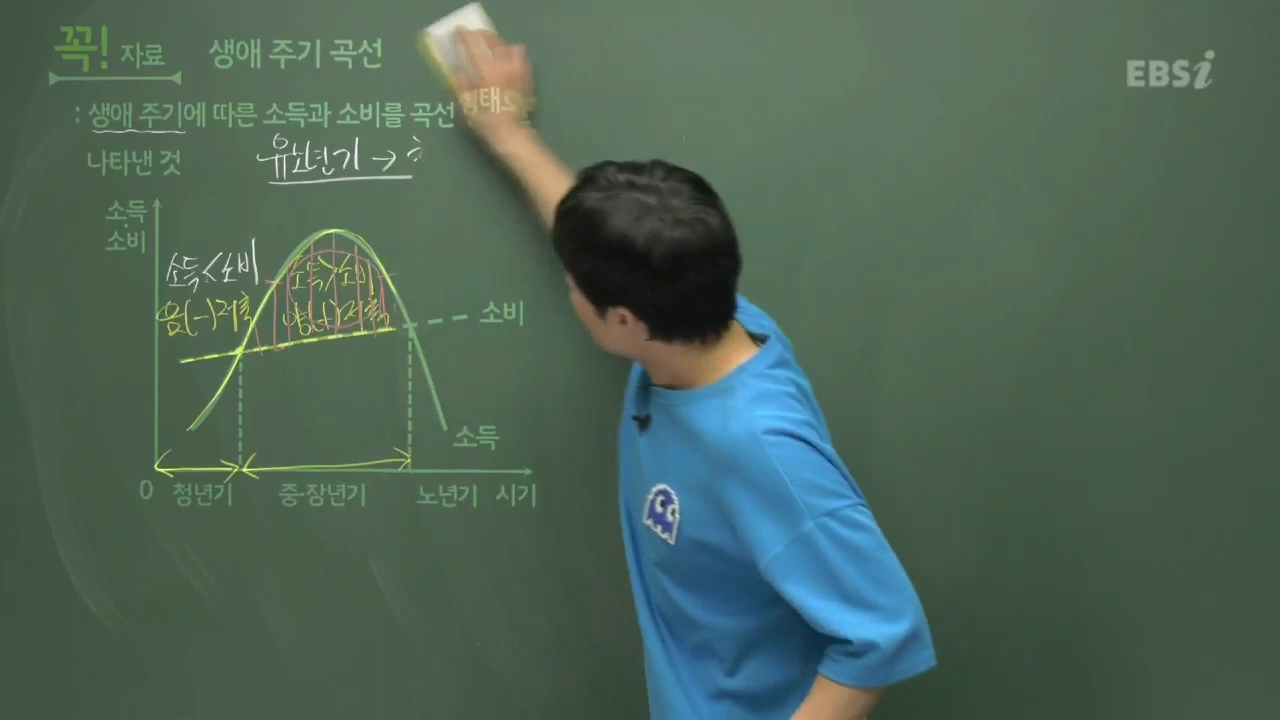 꼭! 자료 생애 주기 곡선
EBSi
: 생애 주기에 따른 소득과 소비를 곡선 형태로
나타낸 것
유소년기 →
소득
소비
소득<소비
음(-)저축
소득>소비
양(+)저축
소비
소득
0 청년기 중·장년기 노년기 시기